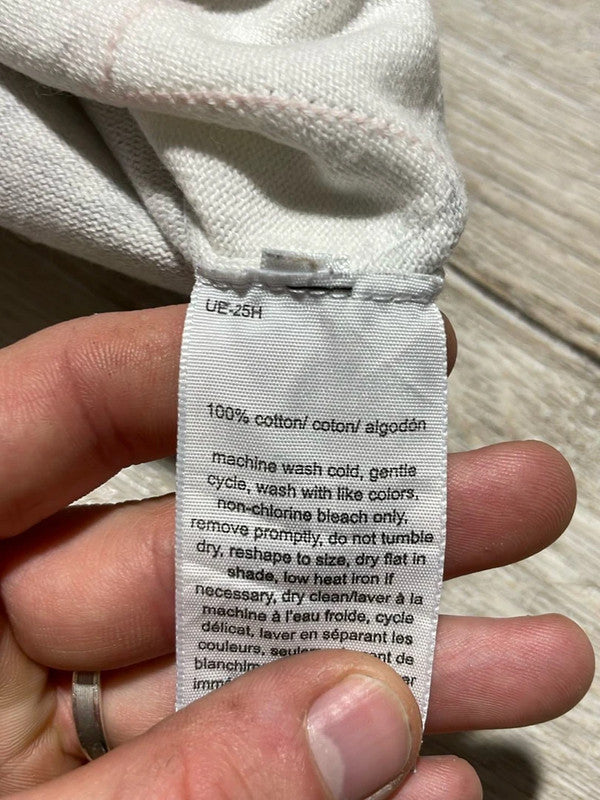 UE-25H
100% cotton/ coton/ algodón
machine wash cold, gentle
cycle, wash with like colors,
non-chlorine bleach only,
remove promptly, do not tumble
dry, reshape to size, dry flat in
shade, low heat iron if
necessary, dry clean/laver à la
machine à l'eau froide, cycle
délicat, laver en séparant les
couleurs, de